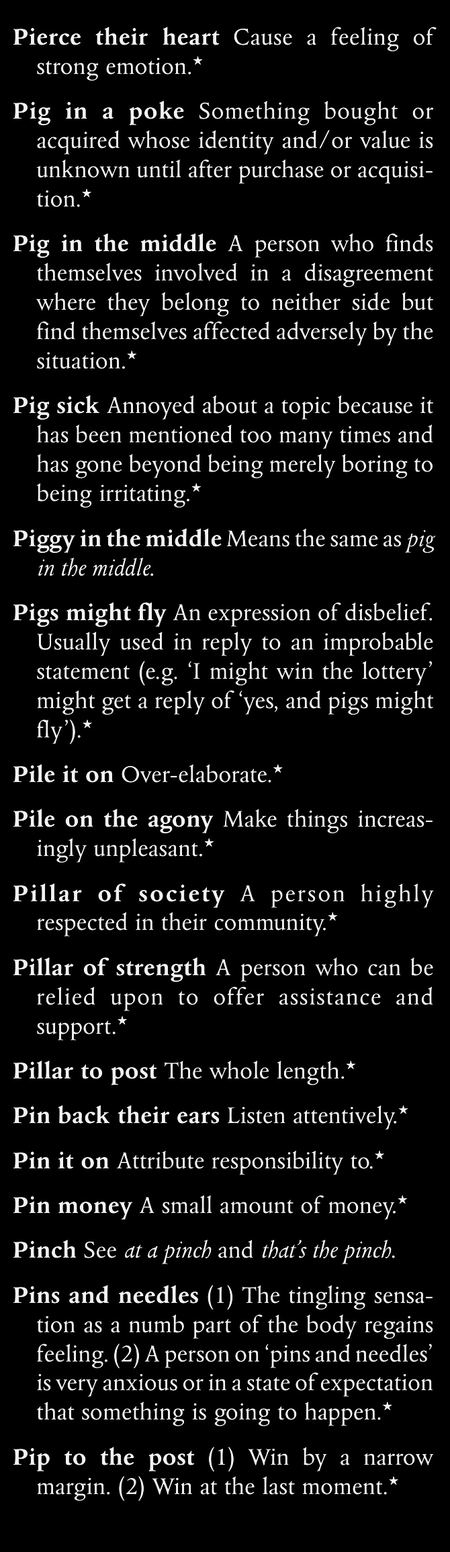 Pierce their heart Cause a feeling of
strong emotion.★
Pig in a poke Something bought or
acquired whose identity and/or value is
unknown until after purchase or acquisi-
tion.★
Pig in the middle A person who finds
themselves involved in a disagreement
where they belong to neither side but
find themselves affected adversely by the
situation.★
Pig sick Annoyed about a topic because it
has been mentioned too many times and
has gone beyond being merely boring to
being irritating.★
Piggy in the middle Means the same as pig
in the middle.
Pigs might fly An expression of disbelief.
Usually used in reply to an improbable
statement (e.g. ‘I might win the lottery’
might get a reply of ‘yes, and pigs might
fly’).★
Pile it on Over-elaborate.★
Pile on the agony Make things increas-
ingly unpleasant.★
Pillar of society A person highly
respected in their community.★
Pillar of strength A person who can be
relied upon to offer assistance and
support.★
Pillar to post The whole length.★
Pin back their ears Listen attentively.★
Pin it on Attribute responsibility to.★
Pin money A small amount of money.★
Pinch See at a pinch and that’s the pinch.
Pins and needles (1) The tingling sensa-
tion as a numb part of the body regains
feeling. (2) A person on ‘pins and needles’
is very anxious or in a state of expectation
that something is going to happen.★
Pip to the post (1) Win by a narrow
margin. (2) Win at the last moment.★